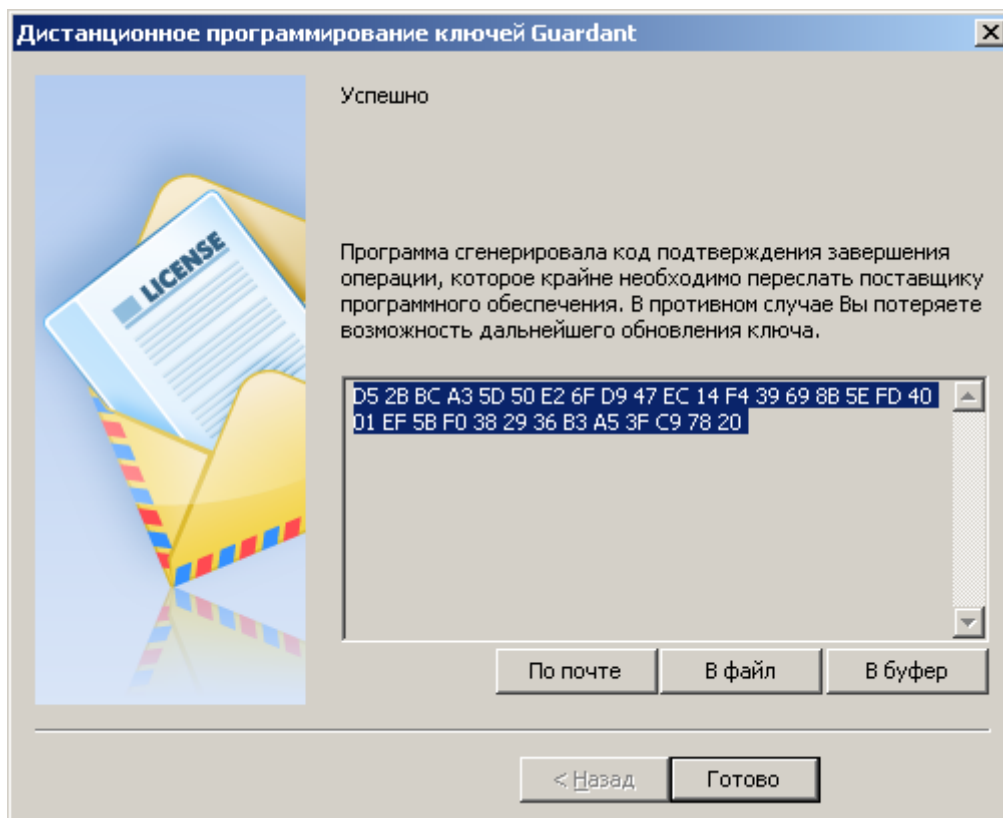 Дистанционное программирование ключей Guardant
Успешно
LICENSE
Программа сгенерировала код подтверждения завершения
операции, которое крайне необходимо переслать поставщику
программного обеспечения. В противном случае Вы потеряете
возможность дальнейшего обновления ключа.
D5 2B BC A3 5D 50 E2 6F D9 47 EC 14 F4 39 69 8B 5E FD 40
01 EF 5B F0 38 29 36 B3 A5 3F C9 78 20
По почте В файл В буфер
< Назад Готово